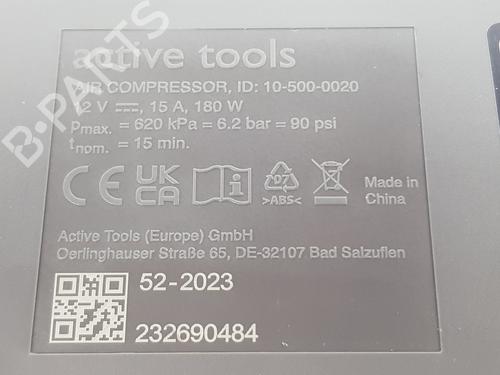 active tools
AIR COMPRESSOR, ID: 10-500-0020
12 V ⎓, 15 A, 180 W
Pmax. = 620 kPa = 6.2 bar = 90 psi
tnom. = 15 min.
CE UK CA i 07 >ABS< Made in China
Active Tools (Europe) GmbH
Oerlinghauser Straße 65, DE-32107 Bad Salzuflen
52-2023
232690484
B-PARTS